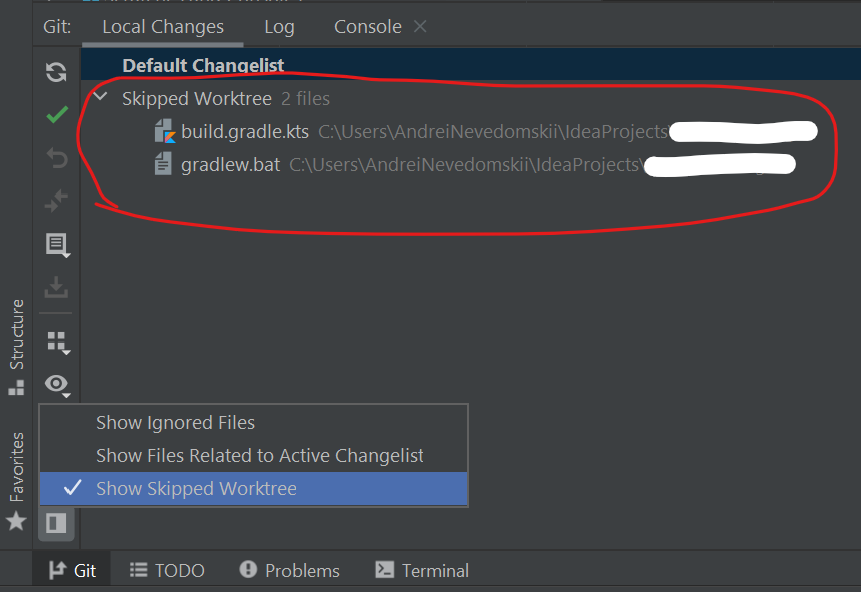 Git: Local Changes Log Console
Default Changelist
Skipped Worktree 2 files
build.gradle.kts C:\Users\AndreiNevedomskii\IdeaProjects\
gradlew.bat C:\Users\AndreiNevedomskii\IdeaProjects\
Structure
Favorites
Show Ignored Files
Show Files Related to Active Changelist
Show Skipped Worktree
Git TODO Problems Terminal